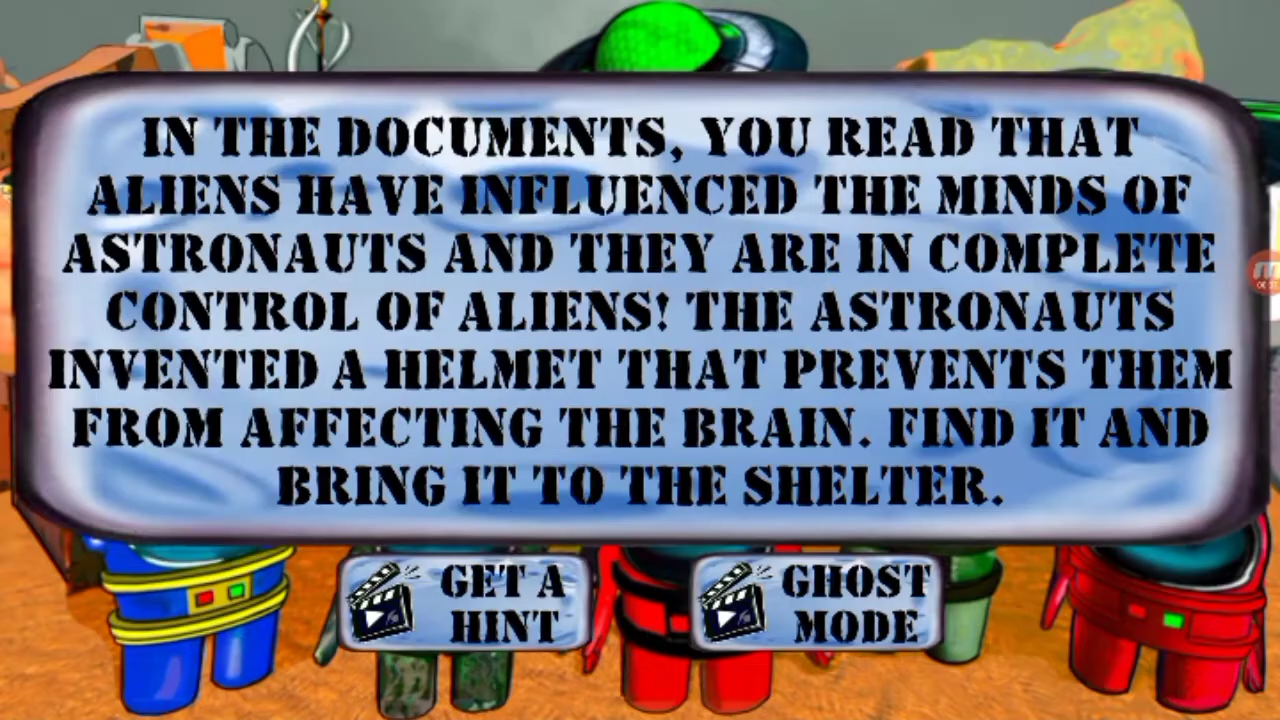 IN THE DOCUMENTS, YOU READ THAT
ALIENS HAVE INFLUENCED THE MINDS OF
ASTRONAUTS AND THEY ARE IN COMPLETE
CONTROL OF ALIENS! THE ASTRONAUTS
INVENTED A HELMET THAT PREVENTS THEM
FROM AFFECTING THE BRAIN. FIND IT AND
BRING IT TO THE SHELTER.
GET A
HINT
GHOST
MODE